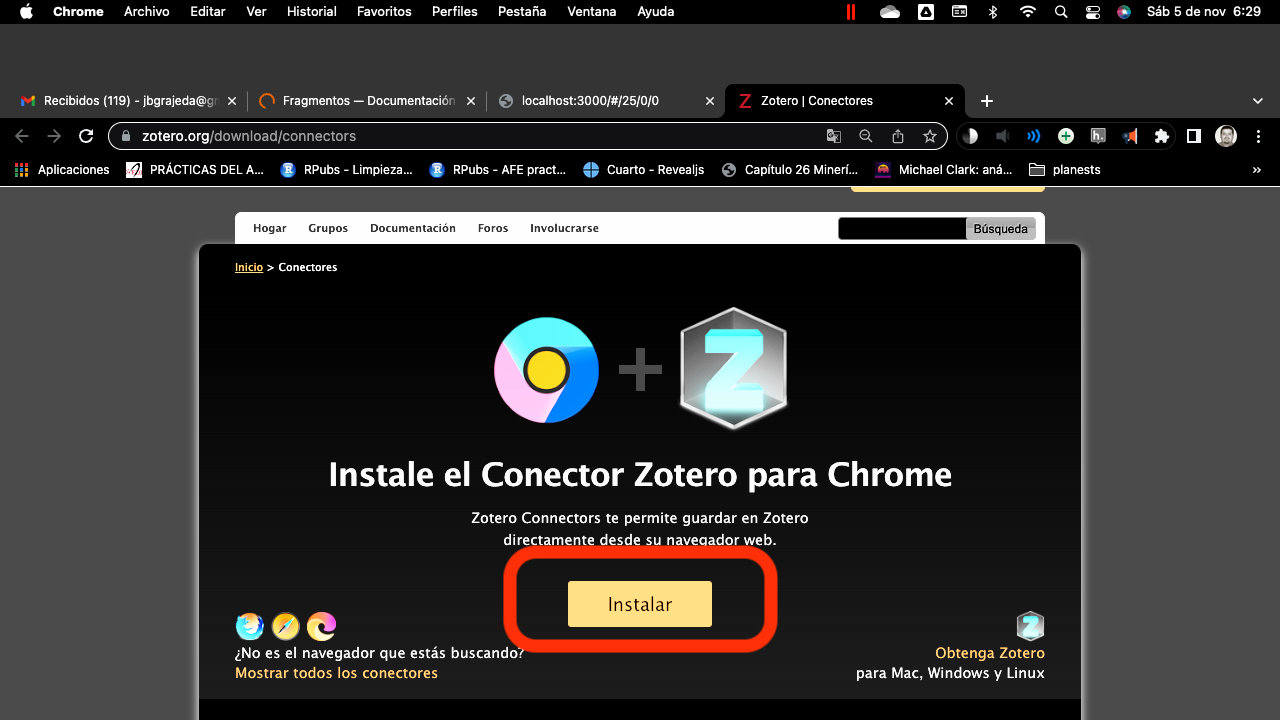 Chrome Archivo Editar Ver Historial Favoritos Perfiles Pestaña Ventana Ayuda Sáb 5 de nov 6:29
Recibidos (119) - jbgrajeda@g Fragmentos — Documentación localhost:3000/#/25/0/0 Zotero | Conectores
zotero.org/download/connectors
Aplicaciones PRÁCTICAS DEL A... RPubs - Limpieza... RPubs - AFE pract... Cuarto - Revealjs Capítulo 26 Minerí... Michael Clark: aná... planests »
Hogar Grupos Documentación Foros Involucrarse Búsqueda
Inicio > Conectores
Z
Instale el Conector Zotero para Chrome
Zotero Connectors te permite guardar en Zotero
directamente desde su navegador web.
Instalar
¿No es el navegador que estás buscando?
Mostrar todos los conectores
Obtenga Zotero
para Mac, Windows y Linux